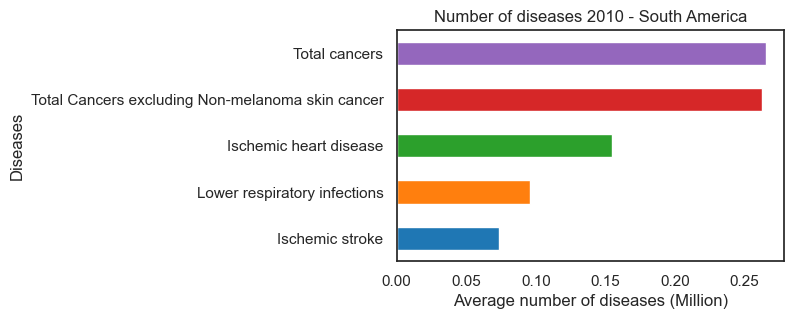 Number of diseases 2010 - South America
Diseases
Total cancers
Total Cancers excluding Non-melanoma skin cancer
Ischemic heart disease
Lower respiratory infections
Ischemic stroke
0.00 0.05 0.10 0.15 0.20 0.25
Average number of diseases (Million)